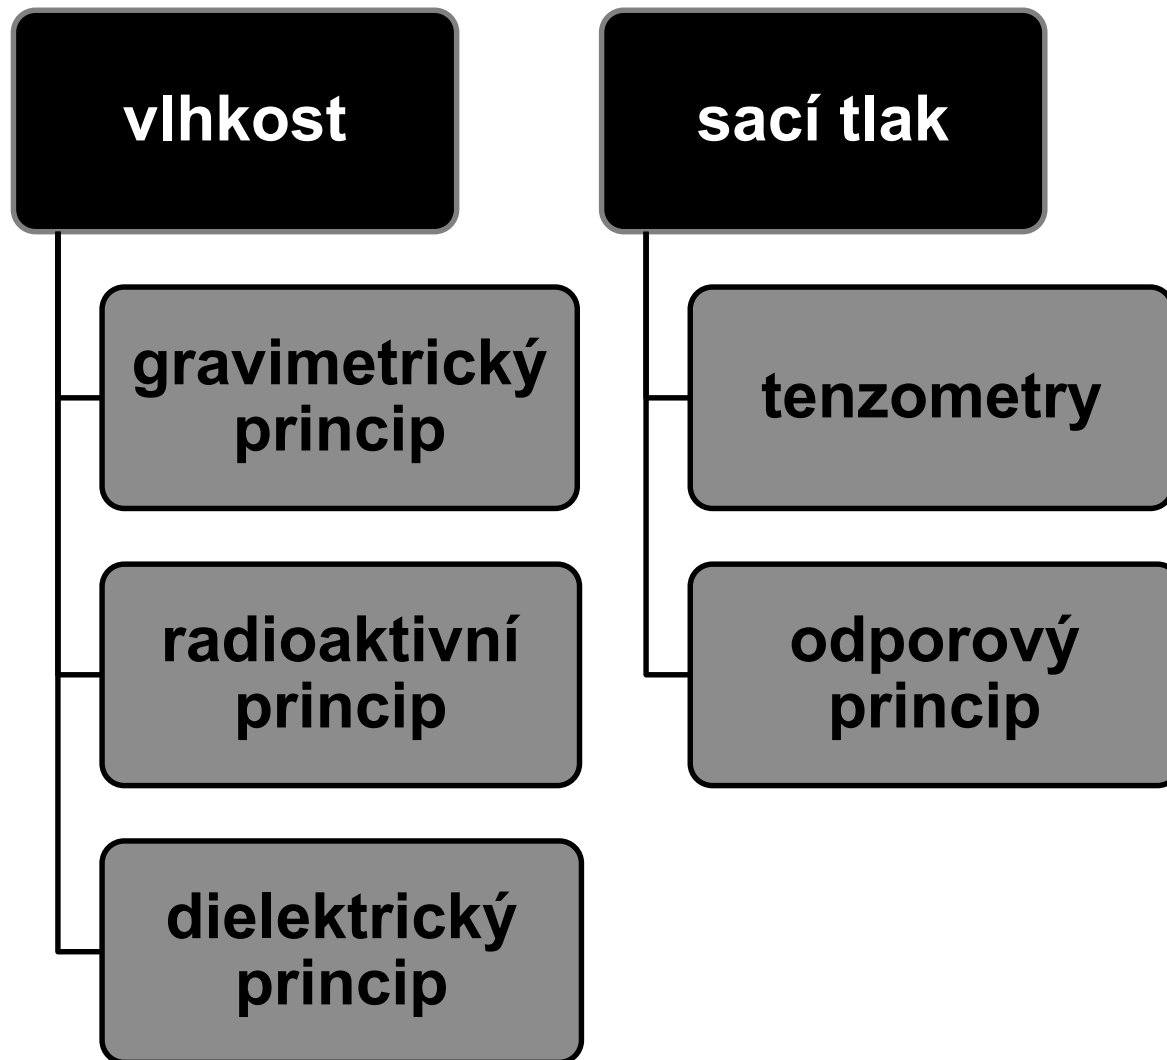 vlhkost
gravimetrický
princip
radioaktivní
princip
dielektrický
princip
sací tlak
tenzometry
odporový
princip